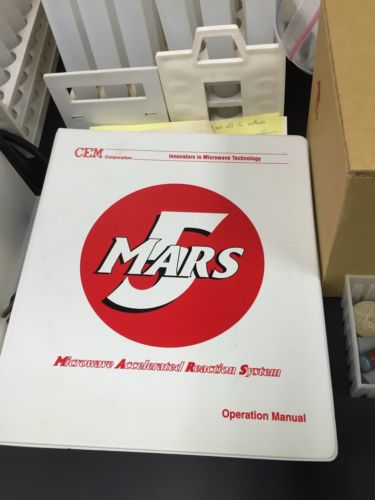 CEM Corporation Innovators in Microwave Technology
5
MARS
Microwave Accelerated Reaction System
Operation Manual